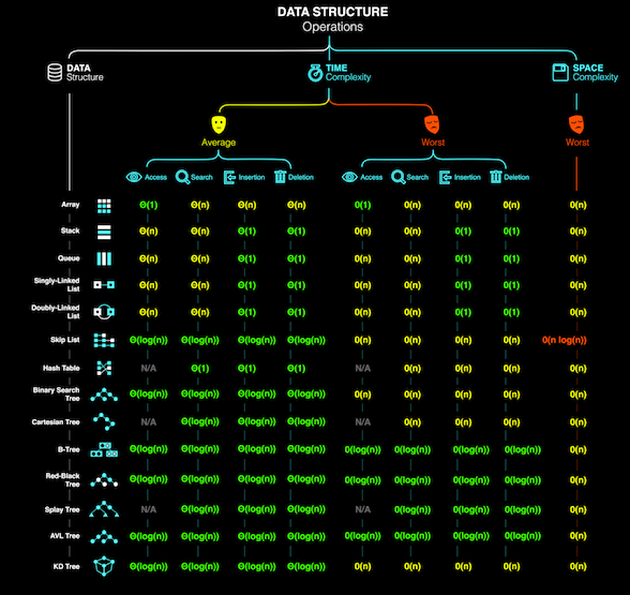 DATA STRUCTURE
Operations
DATA
Structure
TIME
Complexity
SPACE
Complexity
Average
Worst
Worst
Access Search Insertion Deletion Access Search Insertion Deletion
Array Θ(1) Θ(n) Θ(n) Θ(n) O(1) O(n) O(n) O(n) O(n)
Stack Θ(n) Θ(n) Θ(1) Θ(1) O(n) O(n) O(1) O(1) O(n)
Queue Θ(n) Θ(n) Θ(1) Θ(1) O(n) O(n) O(1) O(1) O(n)
Singly-Linked
List Θ(n) Θ(n) Θ(1) Θ(1) O(n) O(n) O(1) O(1) O(n)
Doubly-Linked
List Θ(n) Θ(n) Θ(1) Θ(1) O(n) O(n) O(1) O(1) O(n)
Skip List Θ(log(n)) Θ(log(n)) Θ(log(n)) Θ(log(n)) O(n) O(n) O(n) O(n) O(n log(n))
Hash Table N/A Θ(1) Θ(1) Θ(1) N/A O(n) O(n) O(n) O(n)
Binary Search
Tree Θ(log(n)) Θ(log(n)) Θ(log(n)) Θ(log(n)) O(n) O(n) O(n) O(n) O(n)
Cartesian Tree N/A Θ(log(n)) Θ(log(n)) Θ(log(n)) N/A O(n) O(n) O(n) O(n)
B-Tree Θ(log(n)) Θ(log(n)) Θ(log(n)) Θ(log(n)) O(log(n)) O(log(n)) O(log(n)) O(log(n)) O(n)
Red-Black
Tree Θ(log(n)) Θ(log(n)) Θ(log(n)) Θ(log(n)) O(log(n)) O(log(n)) O(log(n)) O(log(n)) O(n)
Splay Tree N/A Θ(log(n)) Θ(log(n)) Θ(log(n)) N/A O(log(n)) O(log(n)) O(log(n)) O(n)
AVL Tree Θ(log(n)) Θ(log(n)) Θ(log(n)) Θ(log(n)) O(log(n)) O(log(n)) O(log(n)) O(log(n)) O(n)
KD Tree Θ(log(n)) Θ(log(n)) Θ(log(n)) Θ(log(n)) O(n) O(n) O(n) O(n) O(n)